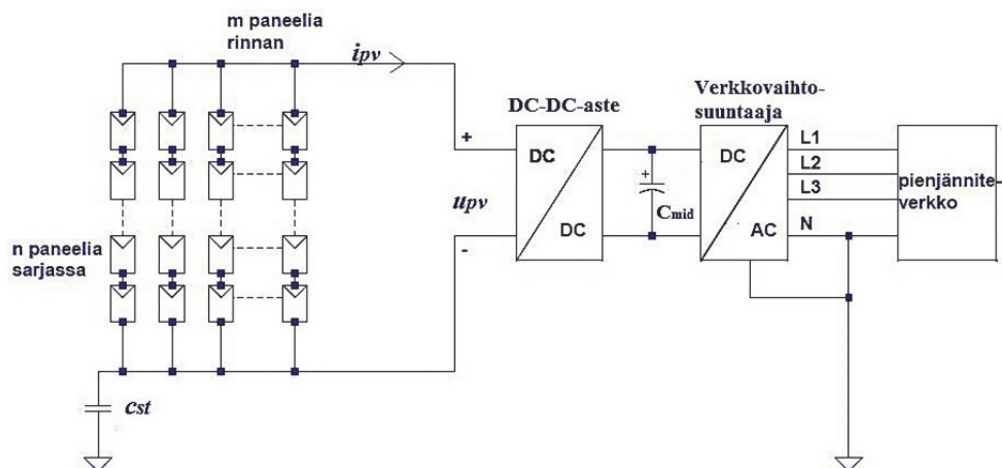 m paneelia
rinnan
ipv
n paneelia
sarjassa
cst
+
upv
-
DC-DC-aste
DC
DC
+
Cmid
Verkkovaihto-
suuntaaja
DC
AC
L1
L2
L3
N
pienjännite-
verkko